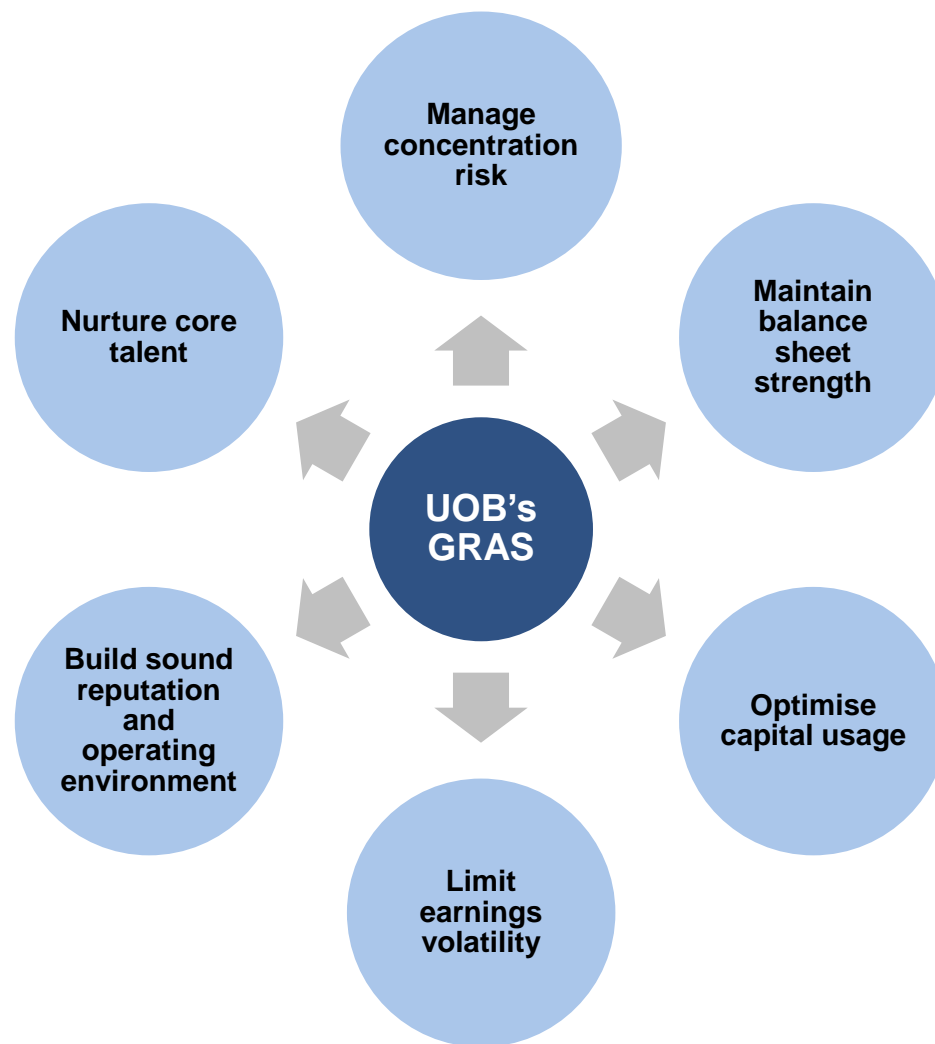 Manage
concentration
risk
Maintain
balance
sheet
strength
Optimise
capital usage
Limit
earnings
volatility
Build sound
reputation
and
operating
environment
Nurture core
talent
UOB’s
GRAS